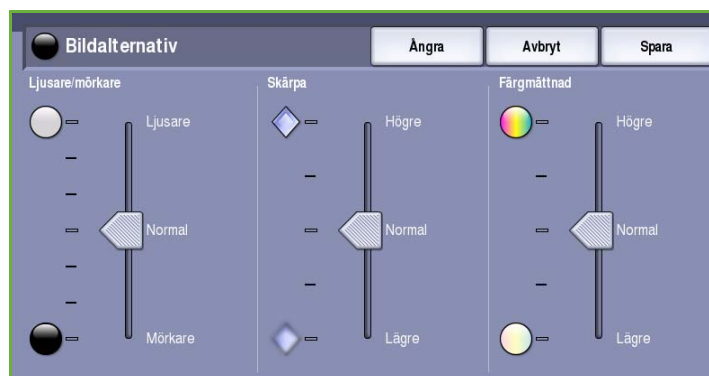 Bildalternativ
Ångra
Avbryt
Spara
Ljusare/mörkare
Ljusare
Normal
Mörkare
Skärpa
Högre
Normal
Lägre
Färgmättnad
Högre
Normal
Lägre